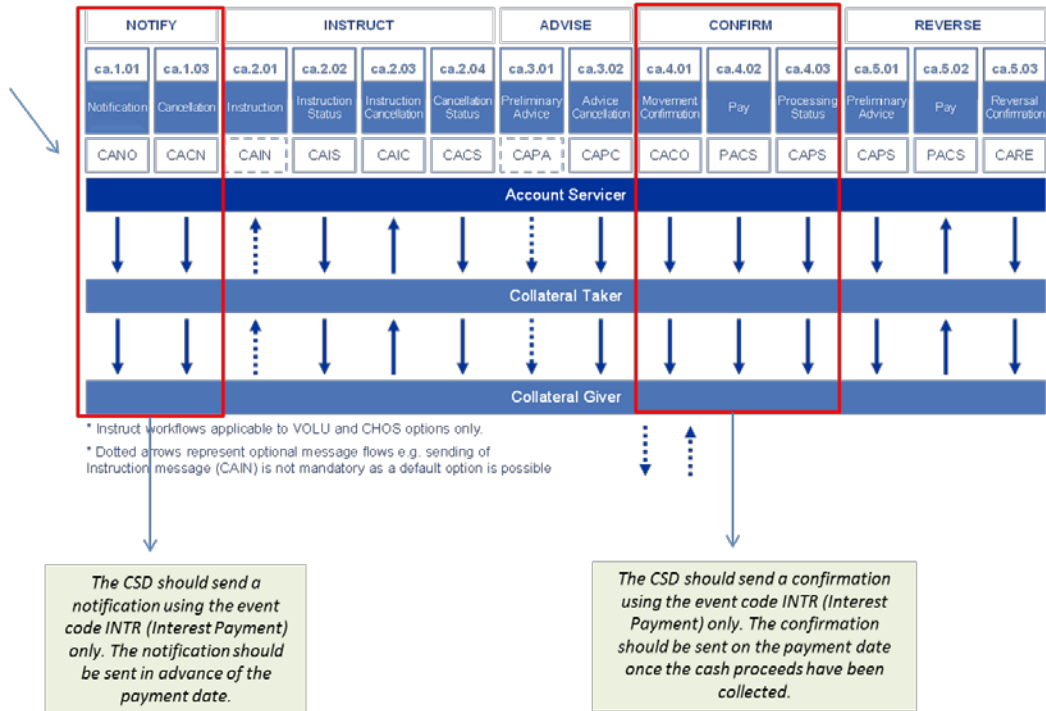 NOTIFY INSTRUCT ADVISE CONFIRM REVERSE
ca.1.01 ca.1.03 ca.2.01 ca.2.02 ca.2.03 ca.2.04 ca.3.01 ca.3.02 ca.4.01 ca.4.02 ca.4.03 ca.5.01 ca.5.02 ca.5.03
Notification Cancellation Instruction Instruction Status Instruction Cancellation Cancellation Status Preliminary Advice Advice Cancellation Movement Confirmation Pay Processing Status Preliminary Advice Pay Reversal Confirmation
CANO CACN CAIN CAIS CAIC CACS CAPA CAPC CACO PACS CAPS CAPS PACS CARE
Account Servicer
Collateral Taker
Collateral Giver
* Instruct workflows applicable to VOLU and CHOS options only.
* Dotted arrows represent optional message flows e.g. sending of
Instruction message (CAIN) is not mandatory as a default option is possible
The CSD should send a
notification using the event
code INTR (Interest Payment)
only. The notification should
be sent in advance of the
payment date.
The CSD should send a confirmation
using the event code INTR (Interest
Payment) only. The confirmation
should be sent on the payment date
once the cash proceeds have been
collected.